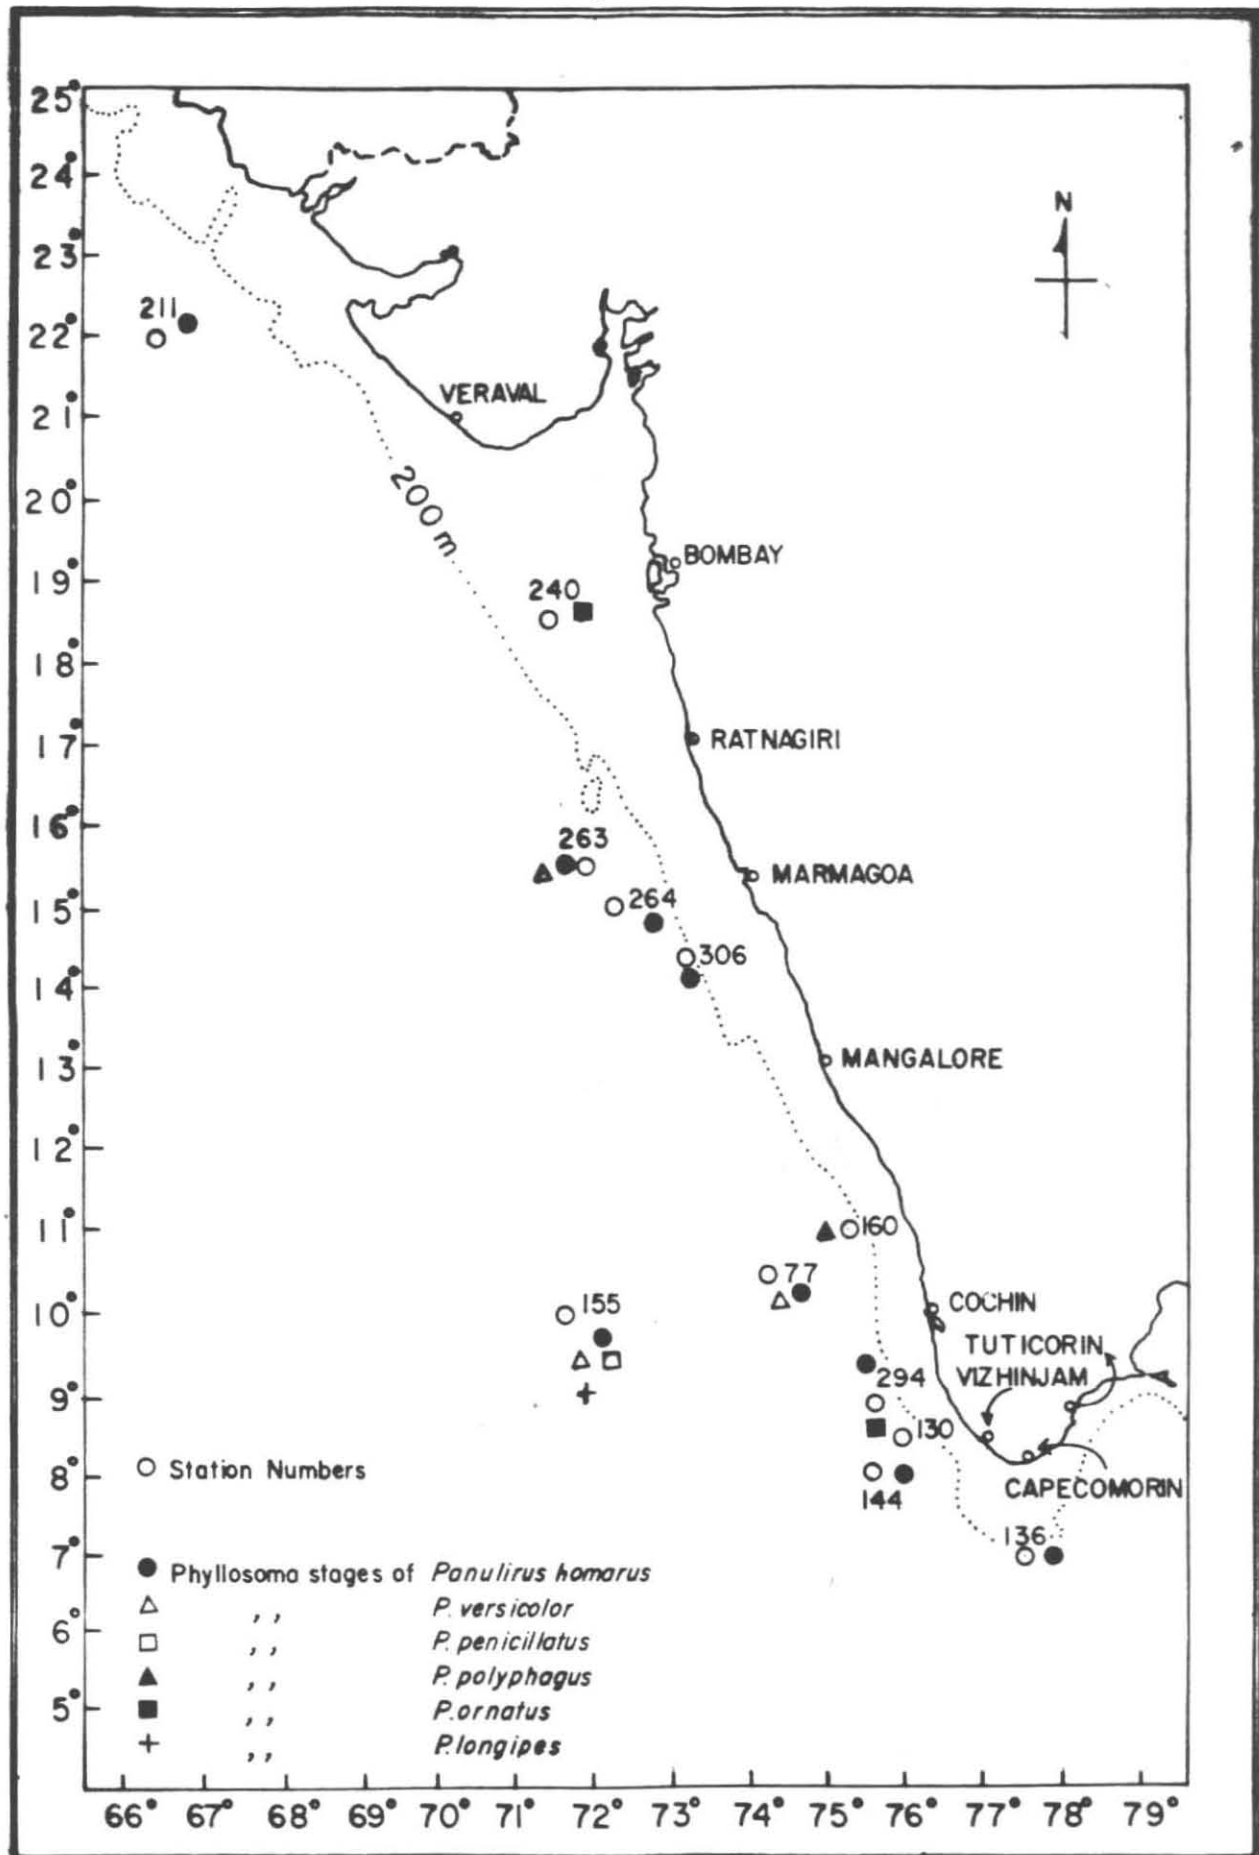 25°
24°
23°
22°
21°
20°
19°
18°
17°
16°
15°
14°
13°
12°
11°
10°
9°
8°
7°
6°
5°
N
211
VERAVAL
200 m
BOMBAY
240
RATNAGIRI
263
MARMAGOA
264
306
MANGALORE
160
77
155
COCHIN
TUTICORIN
294
VIZHINJAM
130
144
CAPECOMORIN
136
Station Numbers
Phyllosoma stages of Panulirus homarus
,, P. versicolor
,, P. penicillatus
,, P. polyphagus
,, P. ornatus
,, P. longipes
66° 67° 68° 69° 70° 71° 72° 73° 74° 75° 76° 77° 78° 79°